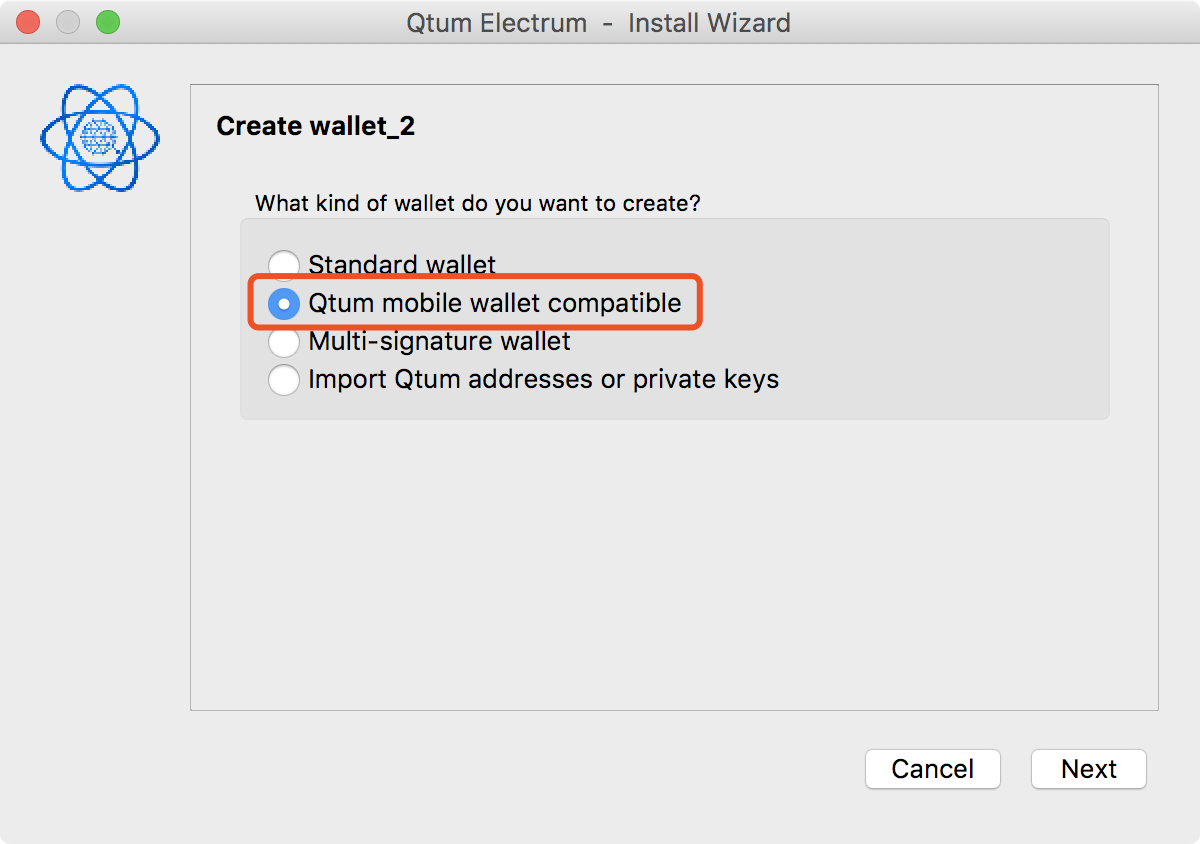 Qtum Electrum - Install Wizard
Create wallet_2
What kind of wallet do you want to create?
Standard wallet
Qtum mobile wallet compatible
Multi-signature wallet
Import Qtum addresses or private keys
Cancel Next